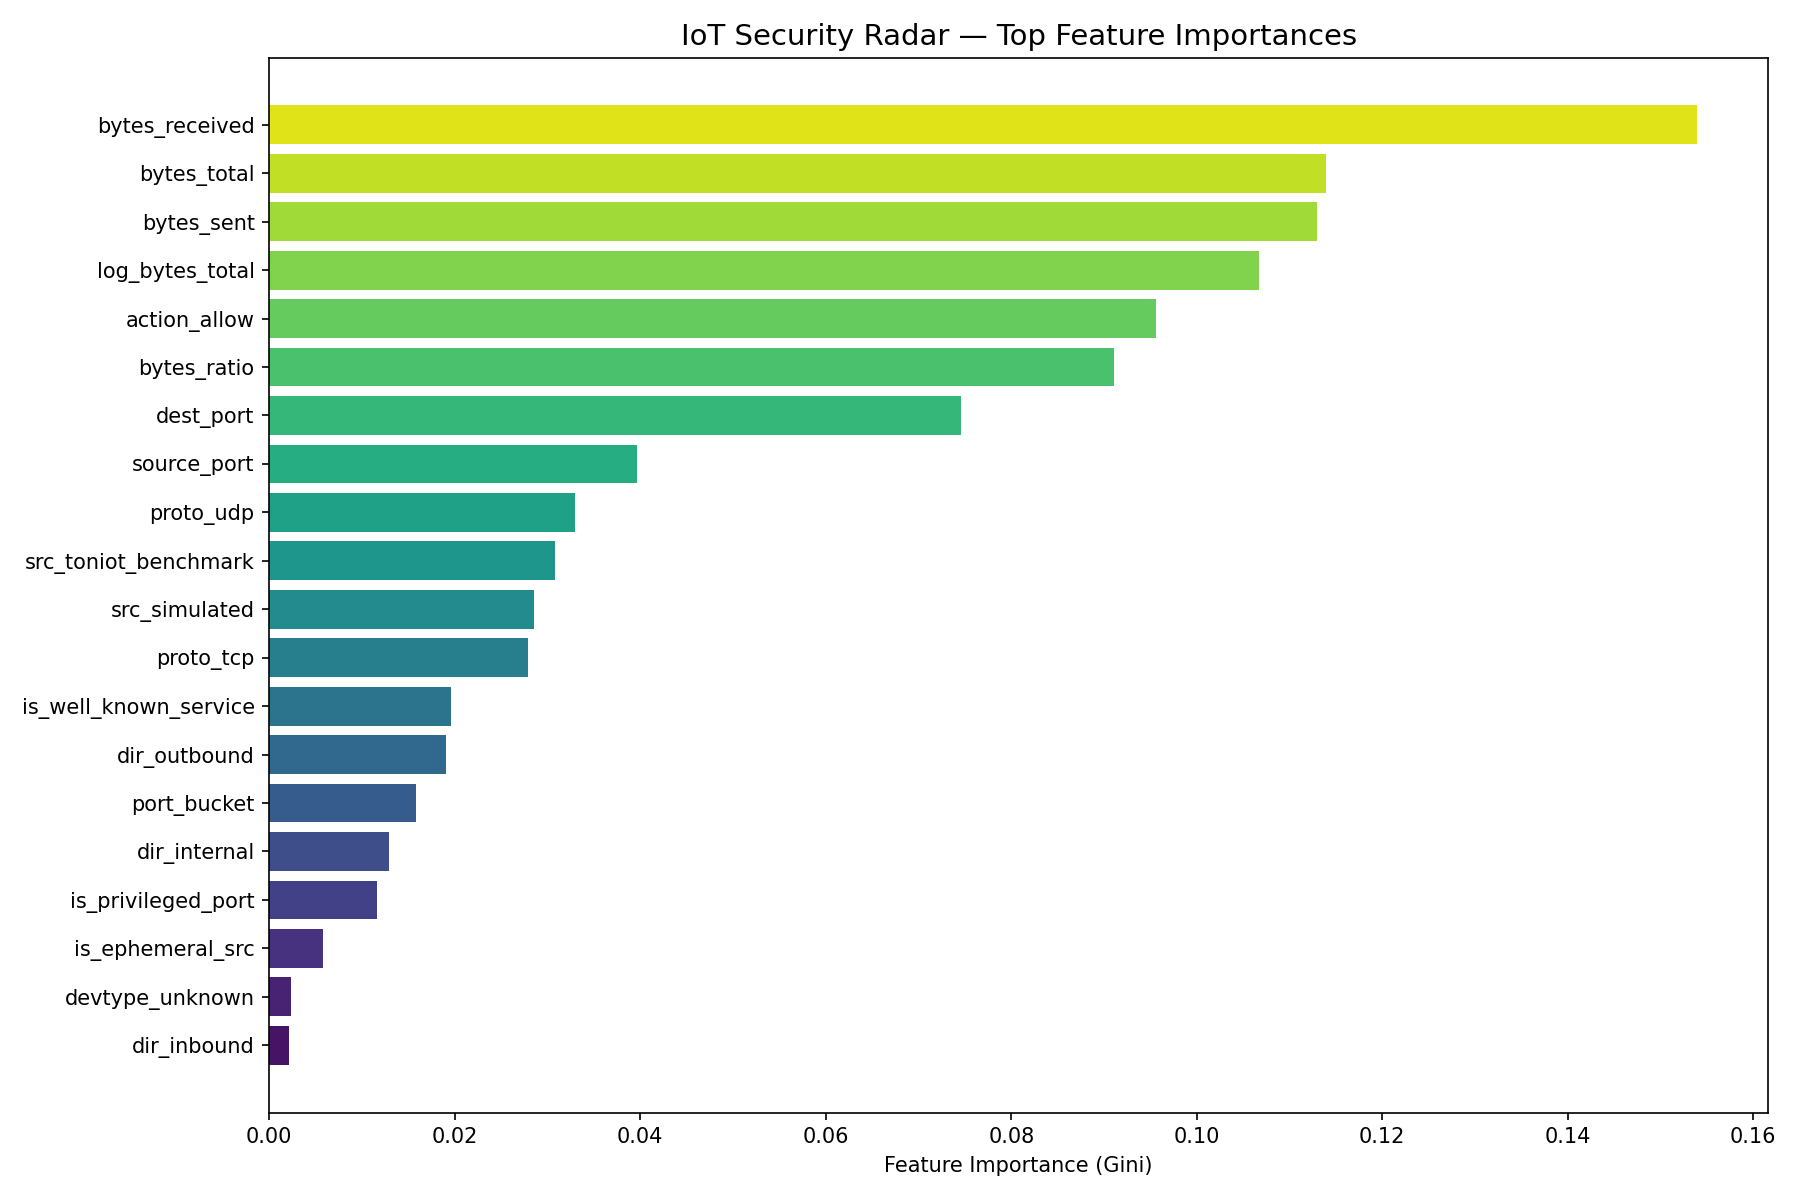 IoT Security Radar — Top Feature Importances
bytes_received
bytes_total
bytes_sent
log_bytes_total
action_allow
bytes_ratio
dest_port
source_port
proto_udp
src_toniot_benchmark
src_simulated
proto_tcp
is_well_known_service
dir_outbound
port_bucket
dir_internal
is_privileged_port
is_ephemeral_src
devtype_unknown
dir_inbound
0.00 0.02 0.04 0.06 0.08 0.10 0.12 0.14 0.16
Feature Importance (Gini)